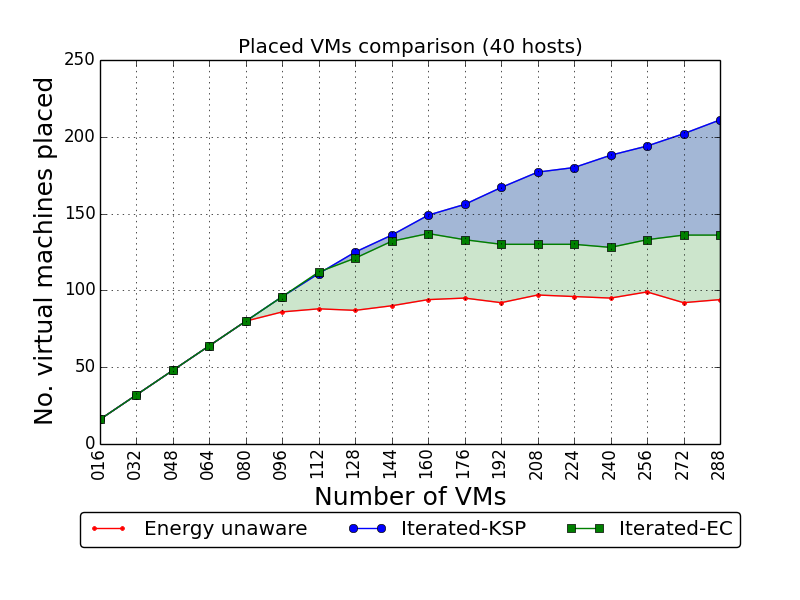 Placed VMs comparison (40 hosts)
No. virtual machines placed
250
200
150
100
50
0
016 032 048 064 080 096 112 128 144 160 176 192 208 224 240 256 272 288
Number of VMs
Energy unaware Iterated-KSP Iterated-EC